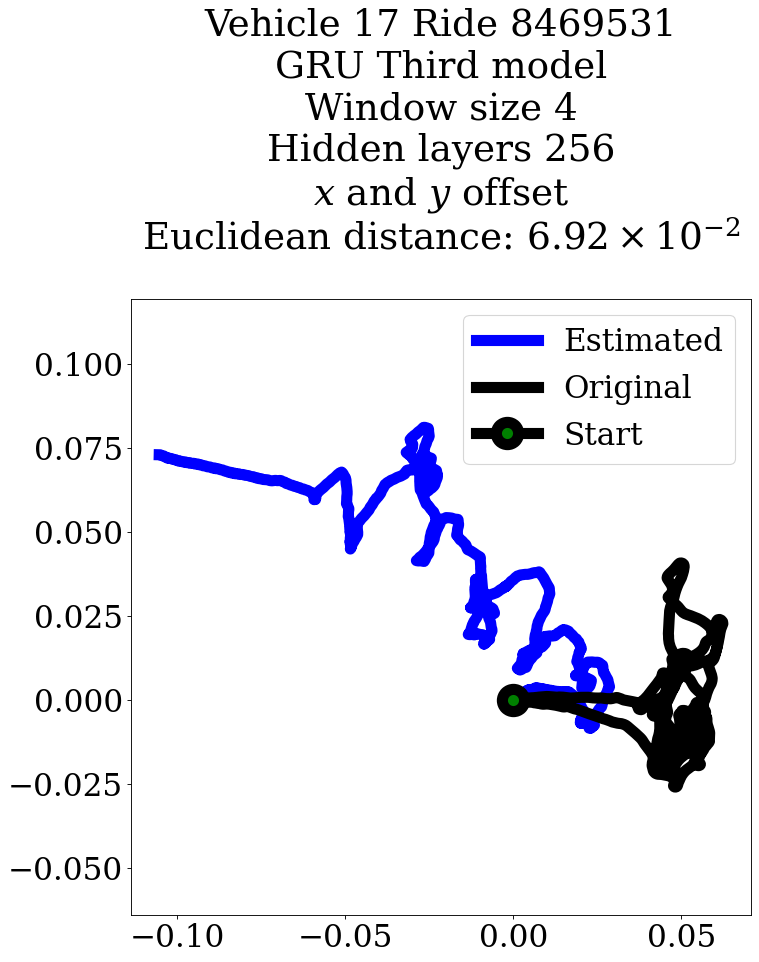 Vehicle 17 Ride 8469531
GRU Third model
Window size 4
Hidden layers 256
x and y offset
Euclidean distance: 6.92 × 10⁻²
Estimated
Original
Start
0.100
0.075
0.050
0.025
0.000
−0.025
−0.050
−0.10
−0.05
0.00
0.05